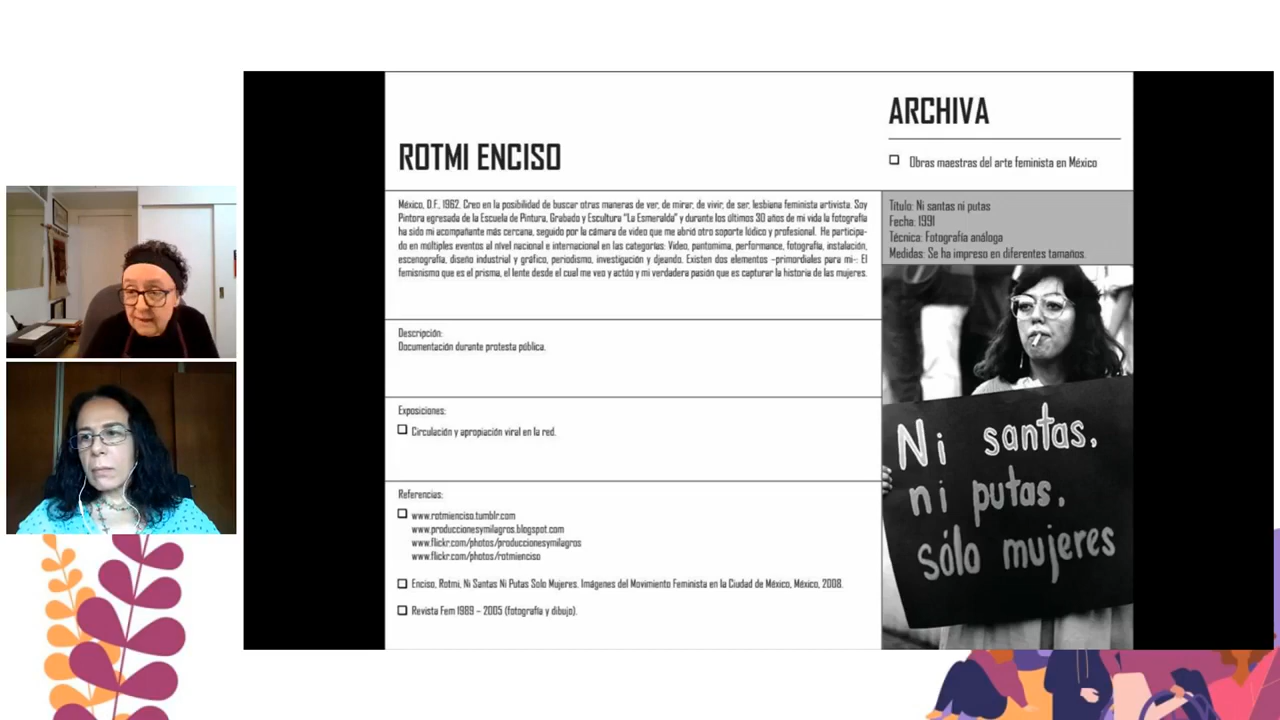 ARCHIVA
Obras maestras del arte feminista en México
ROTMI ENCISO
México, D.F., 1962. Creo en la posibilidad de buscar otras maneras de ver, de mirar, de vivir, de ser, lesbiana feminista artivista. Soy
Pintora egresada de la Escuela de Pintura, Grabado y Escultura "La Esmeralda" y durante los últimos 30 años de mi vida la fotografía
ha sido mi acompañante más cercana, seguido por la cámara de video que me abrió otro soporte lúdico y profesional. He participa-
do en múltiples eventos al nivel nacional e internacional en las categorías: Video, pantomima, performance, fotografía, instalación,
escenografía, diseño industrial y gráfico, periodismo, investigación y djeando. Existen dos elementos –primordiales para mi–: El
feminismo que es el prisma, el lente desde el cual me veo y actúo y mi verdadera pasión que es capturar la historia de las mujeres.
Descripción:
Documentación durante protesta pública.
Exposiciones:
Circulación y apropiación viral en la red.
Referencias:
www.rotmienciso.tumblr.com
www.produccionesymilagros.blogspot.com
www.flickr.com/photos/produccionesymilagros
www.flickr.com/photos/rotmienciso
Enciso, Rotmi, Ni Santas Ni Putas Solo Mujeres. Imágenes del Movimiento Feminista en la Ciudad de México, México, 2008.
Revista Fem 1989 – 2005 (fotografía y dibujo).
Título: Ni santas ni putas
Fecha: 1991
Técnica: Fotografía análoga
Medidas: Se ha impreso en diferentes tamaños.
Ni santas,
ni putas,
sólo mujeres